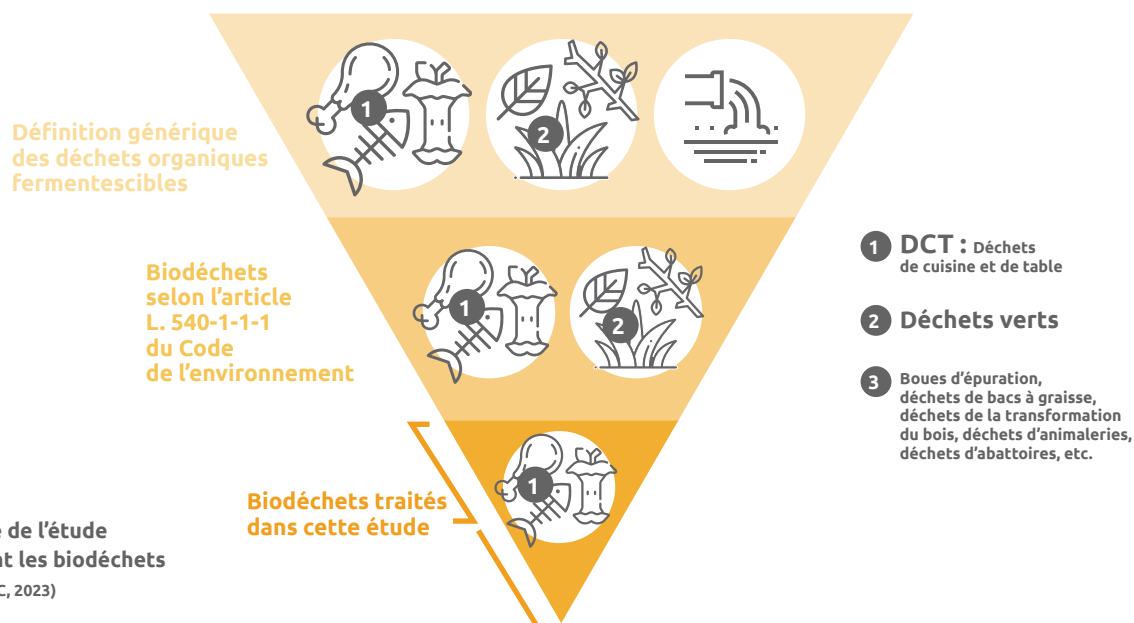 1
2
Définition générique
des déchets organiques
fermentescibles
Biodéchets
selon l'article
L. 540-1-1-1
du Code
de l'environnement
1
2
1 DCT : Déchets
de cuisine et de table
2 Déchets verts
3 Boues d'épuration,
déchets de bacs à graisse,
déchets de la transformation
du bois, déchets d'animaleries,
déchets d'abattoires, etc.
1
Biodéchets traités
dans cette étude
de l'étude
les biodéchets
2023)